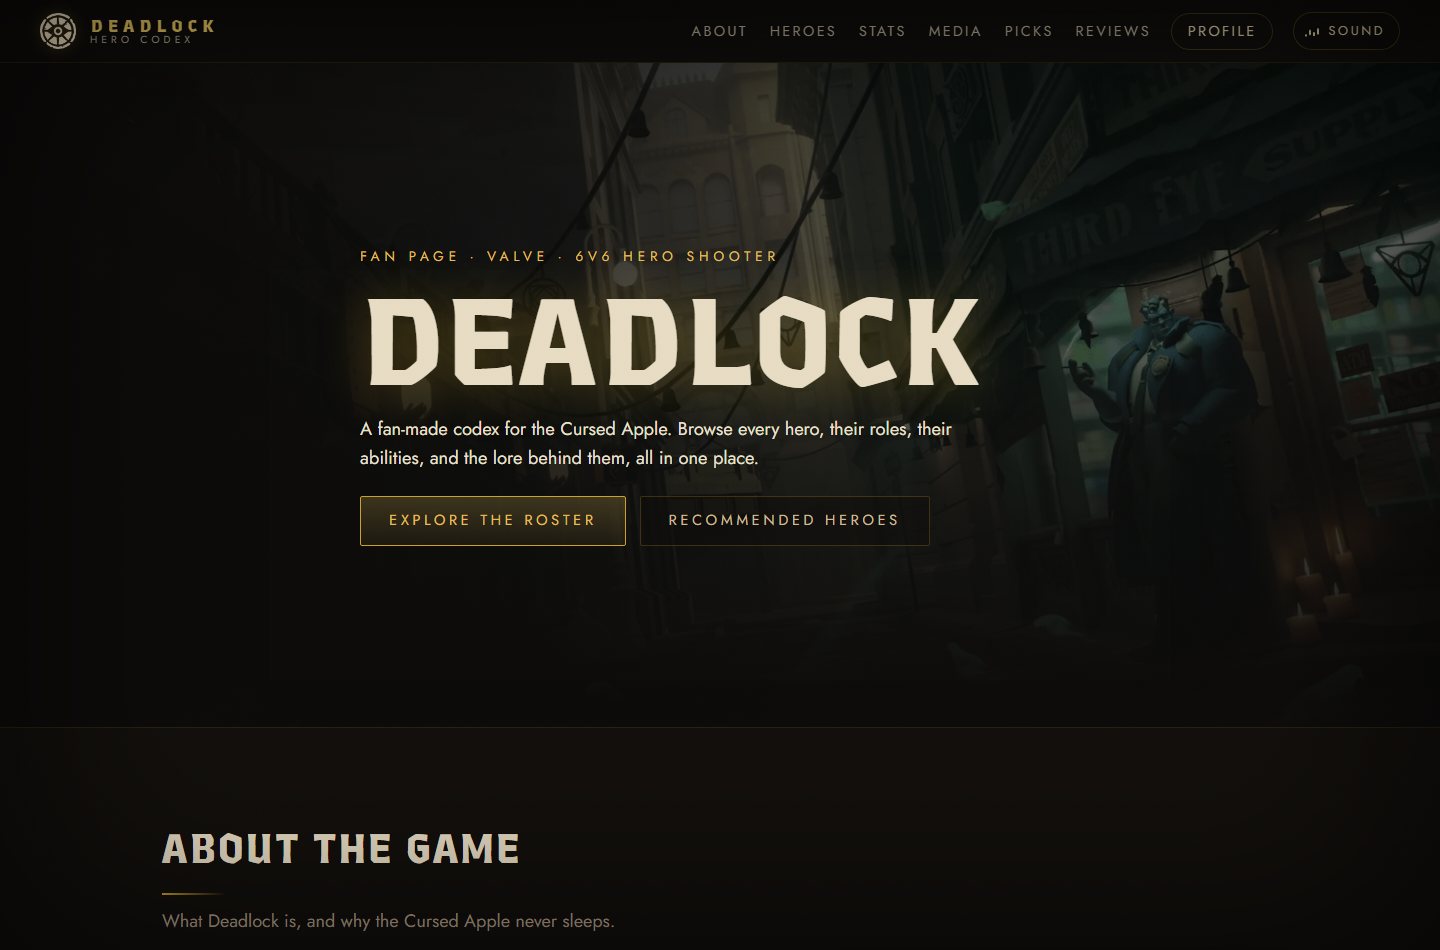 DEADLOCK
HERO CODEX
ABOUT HEROES STATS MEDIA PICKS REVIEWS PROFILE SOUND
THIRD EYE SUPPLY
FAN PAGE · VALVE · 6V6 HERO SHOOTER
DEADLOCK
A fan-made codex for the Cursed Apple. Browse every hero, their roles, their
abilities, and the lore behind them, all in one place.
EXPLORE THE ROSTER RECOMMENDED HEROES
ABOUT THE GAME
What Deadlock is, and why the Cursed Apple never sleeps.